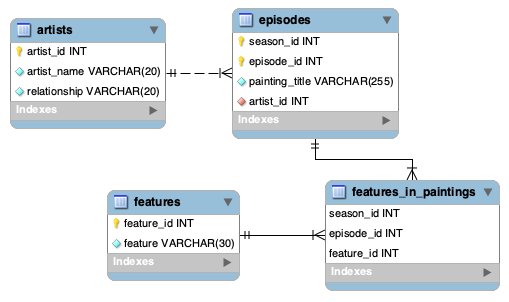 artists
artist_id INT
artist_name VARCHAR(20)
relationship VARCHAR(20)
Indexes
episodes
season_id INT
episode_id INT
painting_title VARCHAR(255)
artist_id INT
Indexes
features
feature_id INT
feature VARCHAR(30)
Indexes
features_in_paintings
season_id INT
episode_id INT
feature_id INT
Indexes